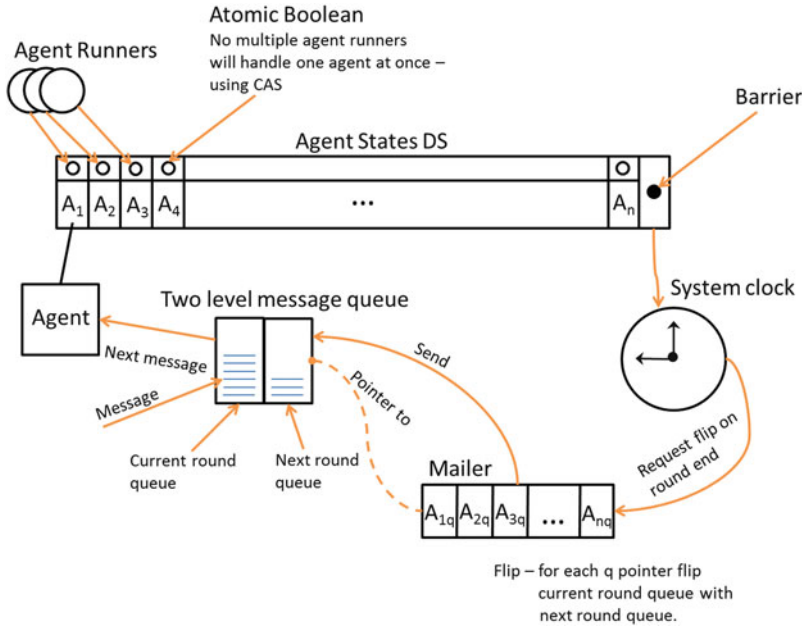 Atomic Boolean
No multiple agent runners
will handle one agent at once –
using CAS
Agent Runners
Barrier
Agent States DS
A1 A2 A3 A4 ... An
System clock
Agent
Two level message queue
Next message
Message
Send
Pointer to
Current round
queue
Next round
queue
Request flip on
round end
Mailer
A1q A2q A3q ... Anq
Flip – for each q pointer flip
current round queue with
next round queue.